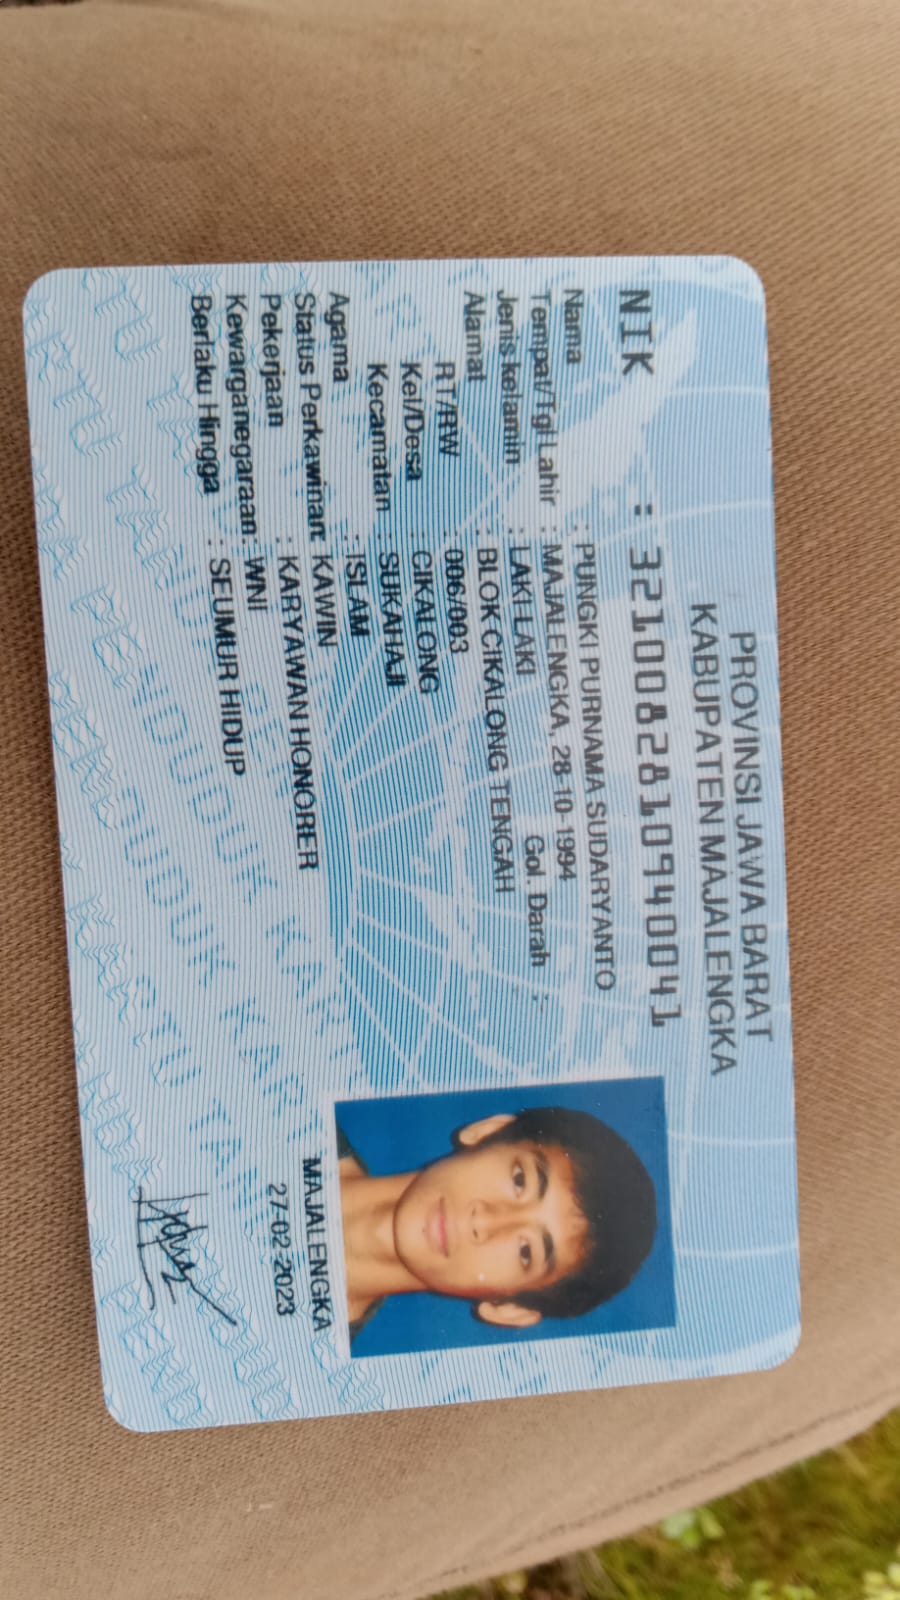 PROVINSI JAWA BARAT
KABUPATEN MAJALENGKA
NIK : 3210082810940041
Nama : PUNGKI PURNAMA SUDARYANTO
Tempat/Tgl Lahir : MAJALENGKA, 28-10-1994
Jenis kelamin : LAKI-LAKI Gol. Darah : -
Alamat : BLOK CIKALONG TENGAH
RT/RW : 006/003
Kel/Desa : CIKALONG
Kecamatan : SUKAHAJI
Agama : ISLAM
Status Perkawinan: KAWIN
Pekerjaan : KARYAWAN HONORER
Kewarganegaraan: WNI
Berlaku Hingga : SEUMUR HIDUP
MAJALENGKA
27-02-2023